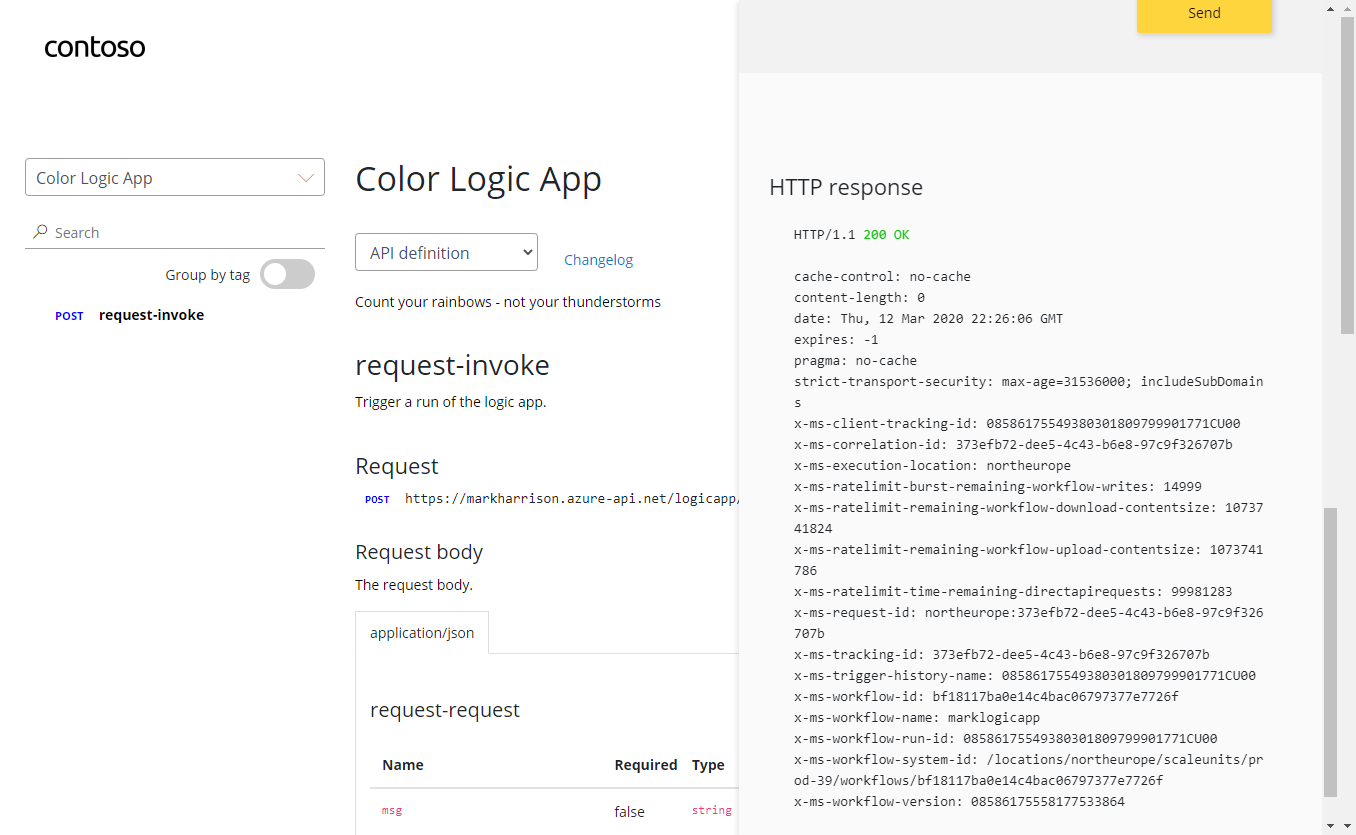 contoso
Color Logic App
Search
Group by tag
POST request-invoke
Color Logic App
API definition
Changelog
Count your rainbows - not your thunderstorms
request-invoke
Trigger a run of the logic app.
Request
POST https://markharrison.azure-api.net/logicapp/
Request body
The request body.
application/json
request-request
Name Required Type
msg false string
Send
HTTP response
HTTP/1.1 200 OK
cache-control: no-cache
content-length: 0
date: Thu, 12 Mar 2020 22:26:06 GMT
expires: -1
pragma: no-cache
strict-transport-security: max-age=31536000; includeSubDomain
s
x-ms-client-tracking-id: 08586175549380301809799901771CU00
x-ms-correlation-id: 373efb72-dee5-4c43-b6e8-97c9f326707b
x-ms-execution-location: northeurope
x-ms-ratelimit-burst-remaining-workflow-writes: 14999
x-ms-ratelimit-remaining-workflow-download-contentsize: 10737
41824
x-ms-ratelimit-remaining-workflow-upload-contentsize: 1073741
786
x-ms-ratelimit-time-remaining-directapirequests: 99981283
x-ms-request-id: northeurope:373efb72-dee5-4c43-b6e8-97c9f326
707b
x-ms-tracking-id: 373efb72-dee5-4c43-b6e8-97c9f326707b
x-ms-trigger-history-name: 08586175549380301809799901771CU00
x-ms-workflow-id: bf18117ba0e14c4bac06797377e7726f
x-ms-workflow-name: marklogicapp
x-ms-workflow-run-id: 08586175549380301809799901771CU00
x-ms-workflow-system-id: /locations/northeurope/scaleunits/pr
od-39/workflows/bf18117ba0e14c4bac06797377e7726f
x-ms-workflow-version: 08586175558177533864